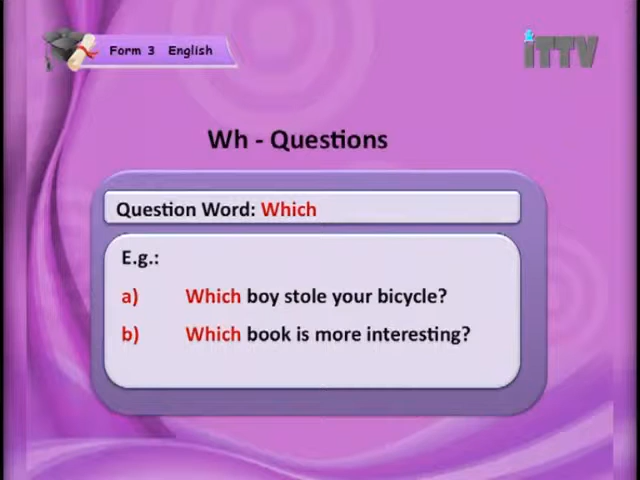 Form 3 English
iTTV
Wh - Questions
Question Word: Which
E.g.:
a) Which boy stole your bicycle?
b) Which book is more interesting?